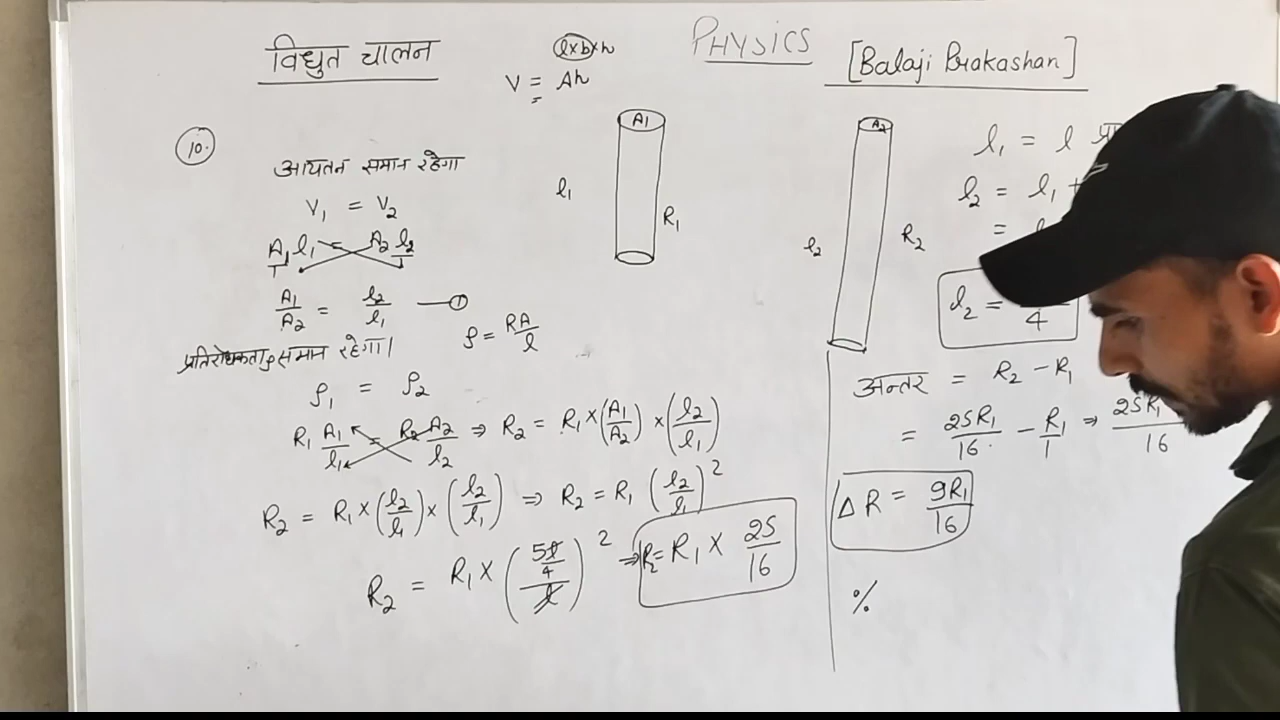 विद्युत चालन
l×b×h
V = Ah
PHYSICS
[Balaji Prakashan]
10.
आयतन समान रहेगा
V₁ = V₂
A₁l₁ = A₂l₂
A₁/A₂ = l₂/l₁ — ①
प्रतिरोधकता ρ समान रहेगा।
ρ = RA/l
ρ₁ = ρ₂
R₁ A₁/l₁ = R₂ A₂/l₂ ⇒ R₂ = R₁ × (A₁/A₂) × (l₂/l₁)
R₂ = R₁ × (l₂/l₁) × (l₂/l₁) ⇒ R₂ = R₁ (l₂/l₁)²
R₂ = R₁ × (5l/4/l)² ⇒ R₂ = R₁ × 25/16
A₁
l₁
R₁
A₂
l₂
R₂
l₁ = l
l₂ = l₁ +
=
l₂ = 4
अन्तर = R₂ − R₁
= 25R₁/16 − R₁/1 ⇒ 25R₁ /16
ΔR = 9R₁/16
%